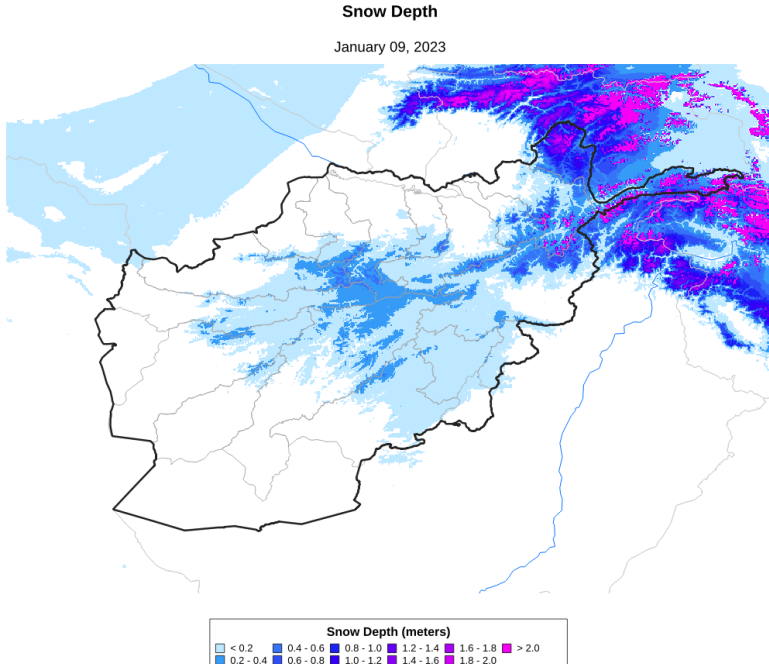 Snow Depth
January 09, 2023
Snow Depth (meters)
< 0.2 0.4 - 0.6 0.8 - 1.0 1.2 - 1.4 1.6 - 1.8 > 2.0
0.2 - 0.4 0.6 - 0.8 1.0 - 1.2 1.4 - 1.6 1.8 - 2.0